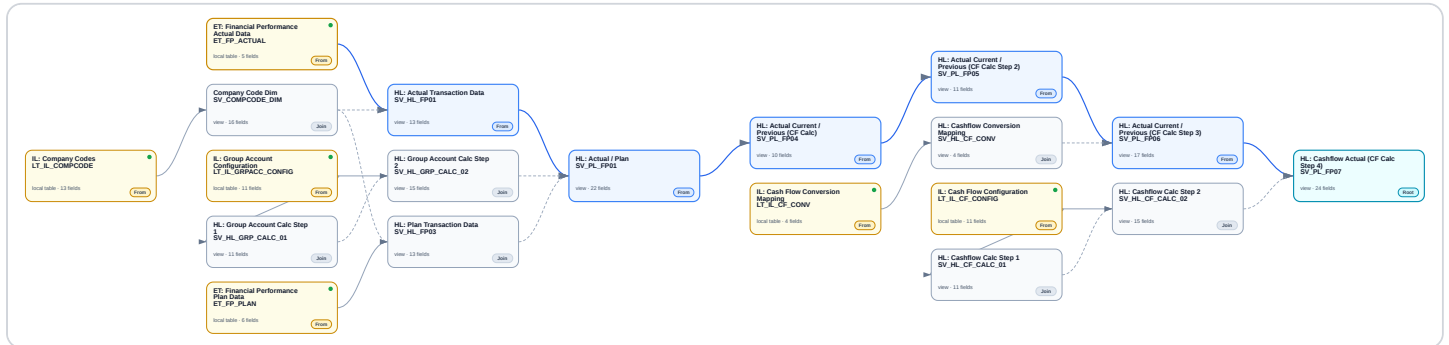 ET: Financial Performance
Actual Data
ET_FP_ACTUAL
local table · 5 fields
From
Company Code Dim
SV_COMPCODE_DIM
view · 16 fields
Join
IL: Company Codes
LT_IL_COMPCODE
local table · 13 fields
From
IL: Group Account
Configuration
LT_IL_GRPACC_CONFIG
local table · 11 fields
From
HL: Group Account Calc Step
1
SV_HL_GRP_CALC_01
view · 11 fields
Join
ET: Financial Performance
Plan Data
ET_FP_PLAN
local table · 6 fields
From
HL: Actual Transaction Data
SV_HL_FP01
view · 13 fields
From
HL: Group Account Calc Step
2
SV_HL_GRP_CALC_02
view · 15 fields
Join
HL: Plan Transaction Data
SV_HL_FP03
view · 13 fields
Join
HL: Actual / Plan
SV_PL_FP01
view · 22 fields
From
HL: Actual Current /
Previous (CF Calc)
SV_PL_FP04
view · 10 fields
From
IL: Cash Flow Conversion
Mapping
LT_IL_CF_CONV
local table · 4 fields
From
HL: Actual Current /
Previous (CF Calc Step 2)
SV_PL_FP05
view · 11 fields
From
HL: Cashflow Conversion
Mapping
SV_HL_CF_CONV
view · 4 fields
Join
IL: Cash Flow Configuration
LT_IL_CF_CONFIG
local table · 11 fields
From
HL: Cashflow Calc Step 1
SV_HL_CF_CALC_01
view · 11 fields
Join
HL: Actual Current /
Previous (CF Calc Step 3)
SV_PL_FP06
view · 17 fields
From
HL: Cashflow Calc Step 2
SV_HL_CF_CALC_02
view · 15 fields
Join
HL: Cashflow Actual (CF Calc
Step 4)
SV_PL_FP07
view · 24 fields
Root